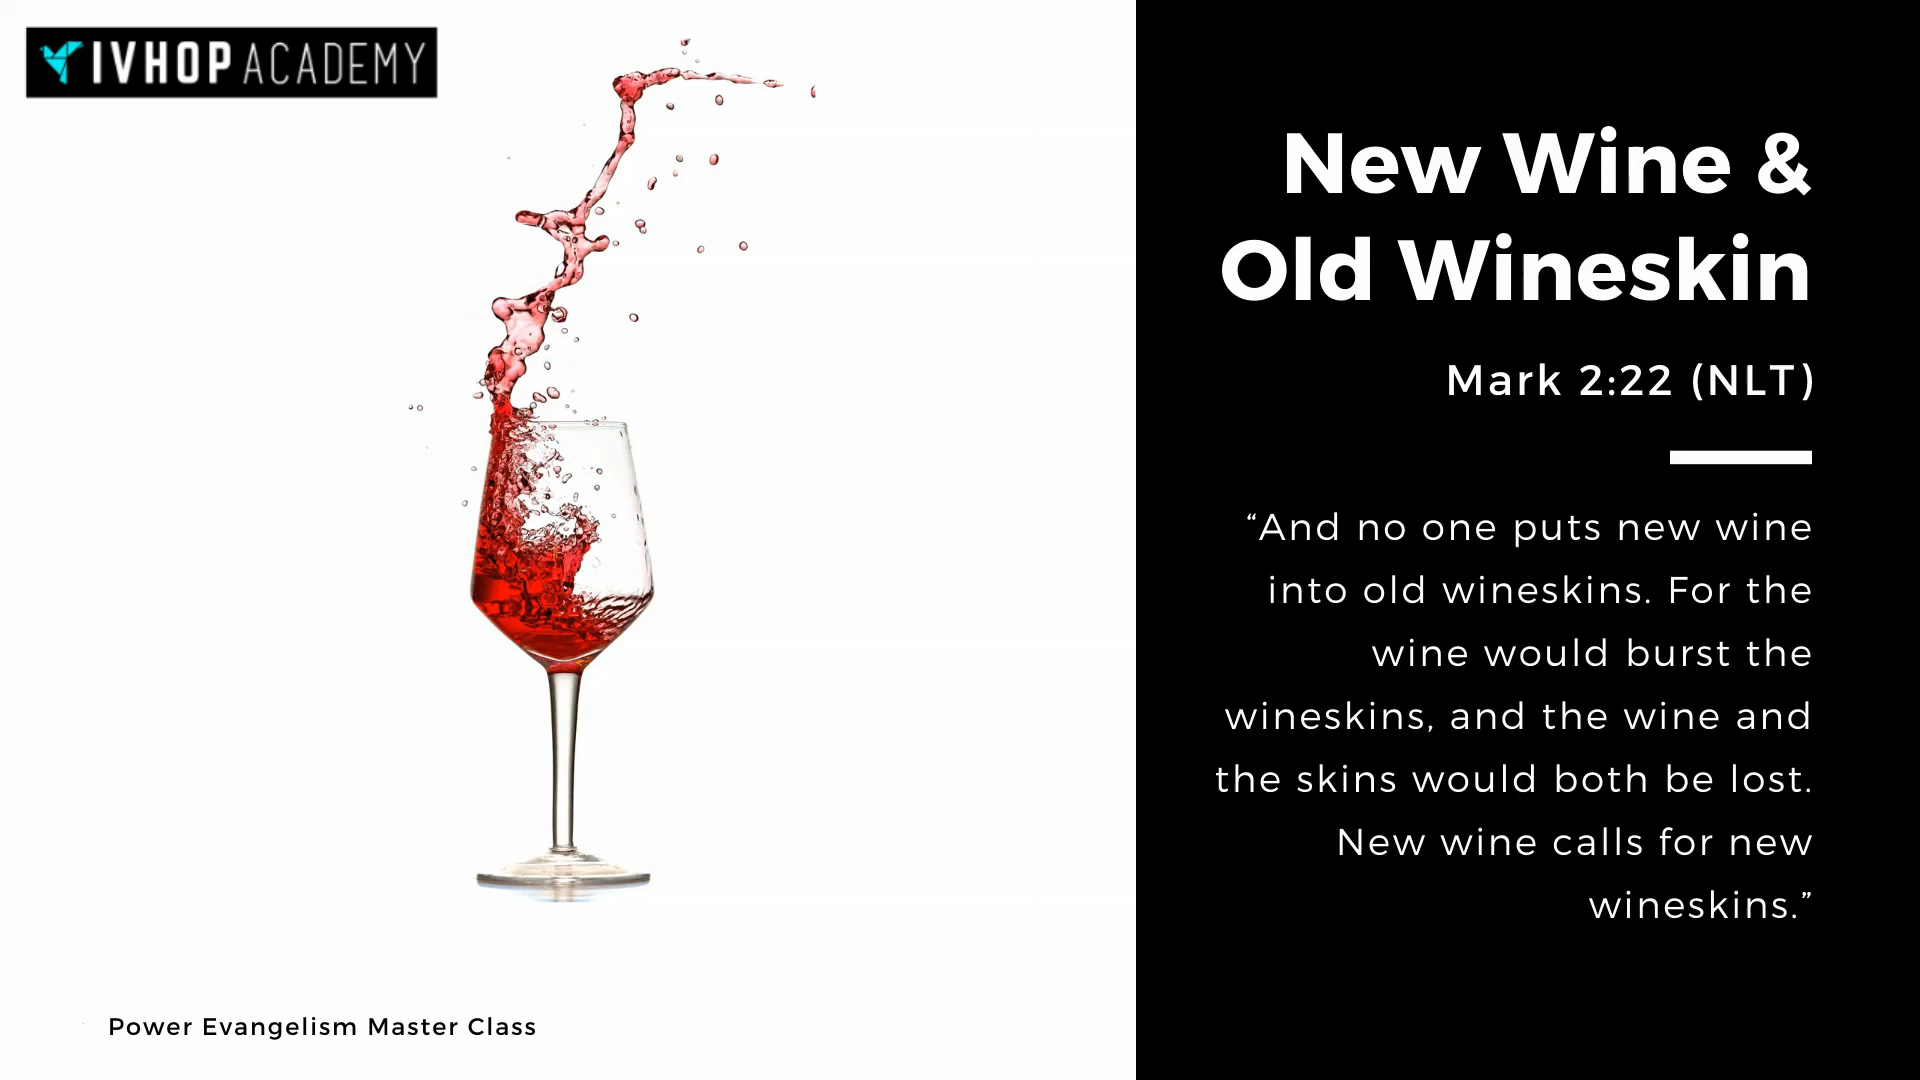 IVHOP ACADEMY
New Wine &
Old Wineskin
Mark 2:22 (NLT)
“And no one puts new wine
into old wineskins. For the
wine would burst the
wineskins, and the wine and
the skins would both be lost.
New wine calls for new
wineskins.”
Power Evangelism Master Class